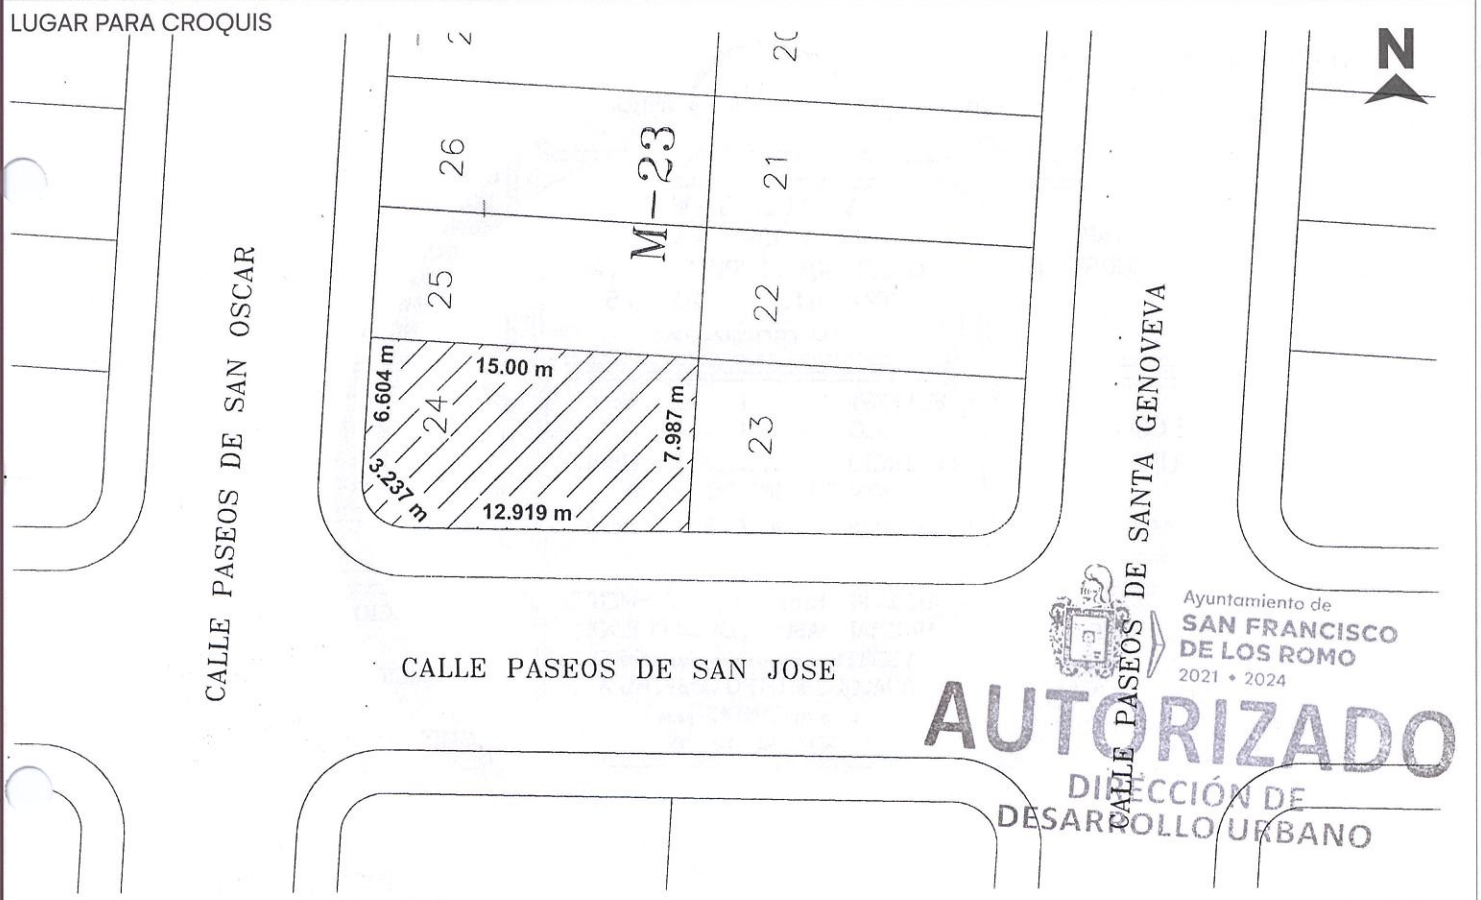 LUGAR PARA CROQUIS
N
20
26
M-23
21
25
22
15.00 m
6.604 m
24
7.987 m
23
3.237 m
12.919 m
CALLE PASEOS DE SAN OSCAR
CALLE PASEOS DE SANTA GENOVEVA
CALLE PASEOS DE SAN JOSE
Ayuntamiento de
SAN FRANCISCO
DE LOS ROMO
2021 • 2024
AUTORIZADO
DIRECCIÓN DE
DESARROLLO URBANO